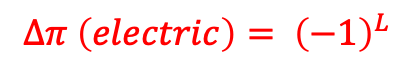 Δπ (electric) = (−1)ᴸ